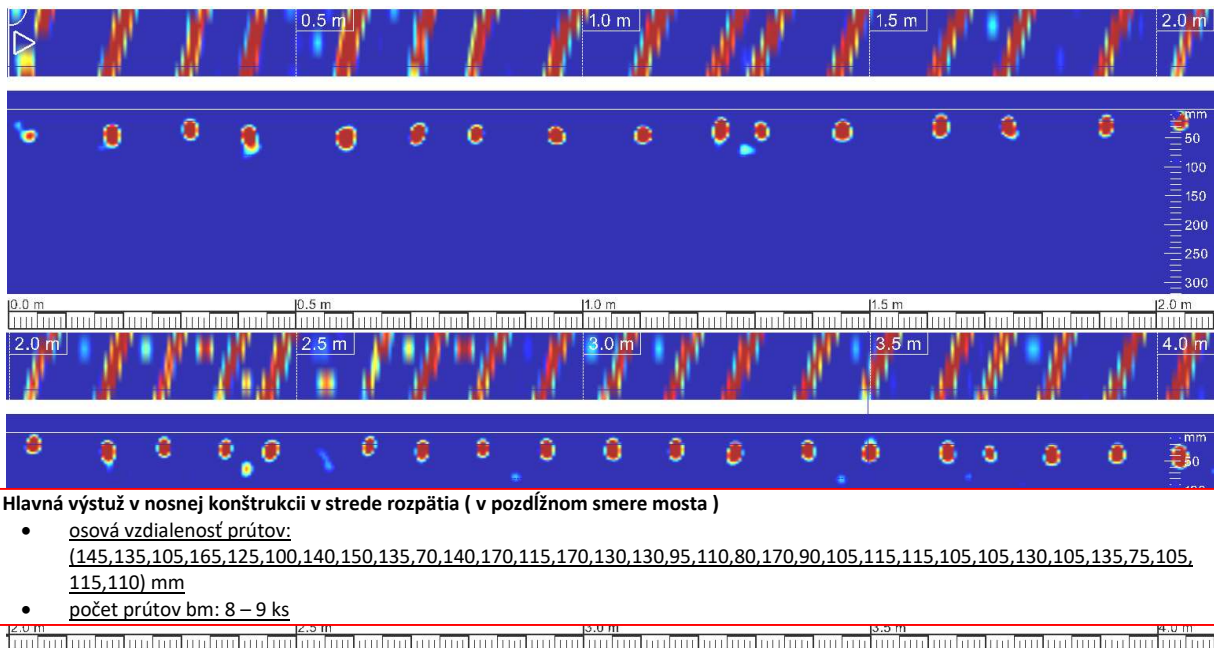 0.5 m 1.0 m 1.5 m 2.0 m
mm
50
100
150
200
250
300
0.0 m 0.5 m 1.0 m 1.5 m 2.0 m
2.0 m 2.5 m 3.0 m 3.5 m 4.0 m
mm
50
Hlavná výstuž v nosnej konštrukcii v strede rozpätia ( v pozdĺžnom smere mosta )
• osová vzdialenosť prútov:
(145,135,105,165,125,100,140,150,135,70,140,170,115,170,130,130,95,110,80,170,90,105,115,115,105,105,130,105,135,75,105,
115,110) mm
• počet prútov bm: 8 – 9 ks
2.0 m 2.5 m 3.0 m 3.5 m 4.0 m